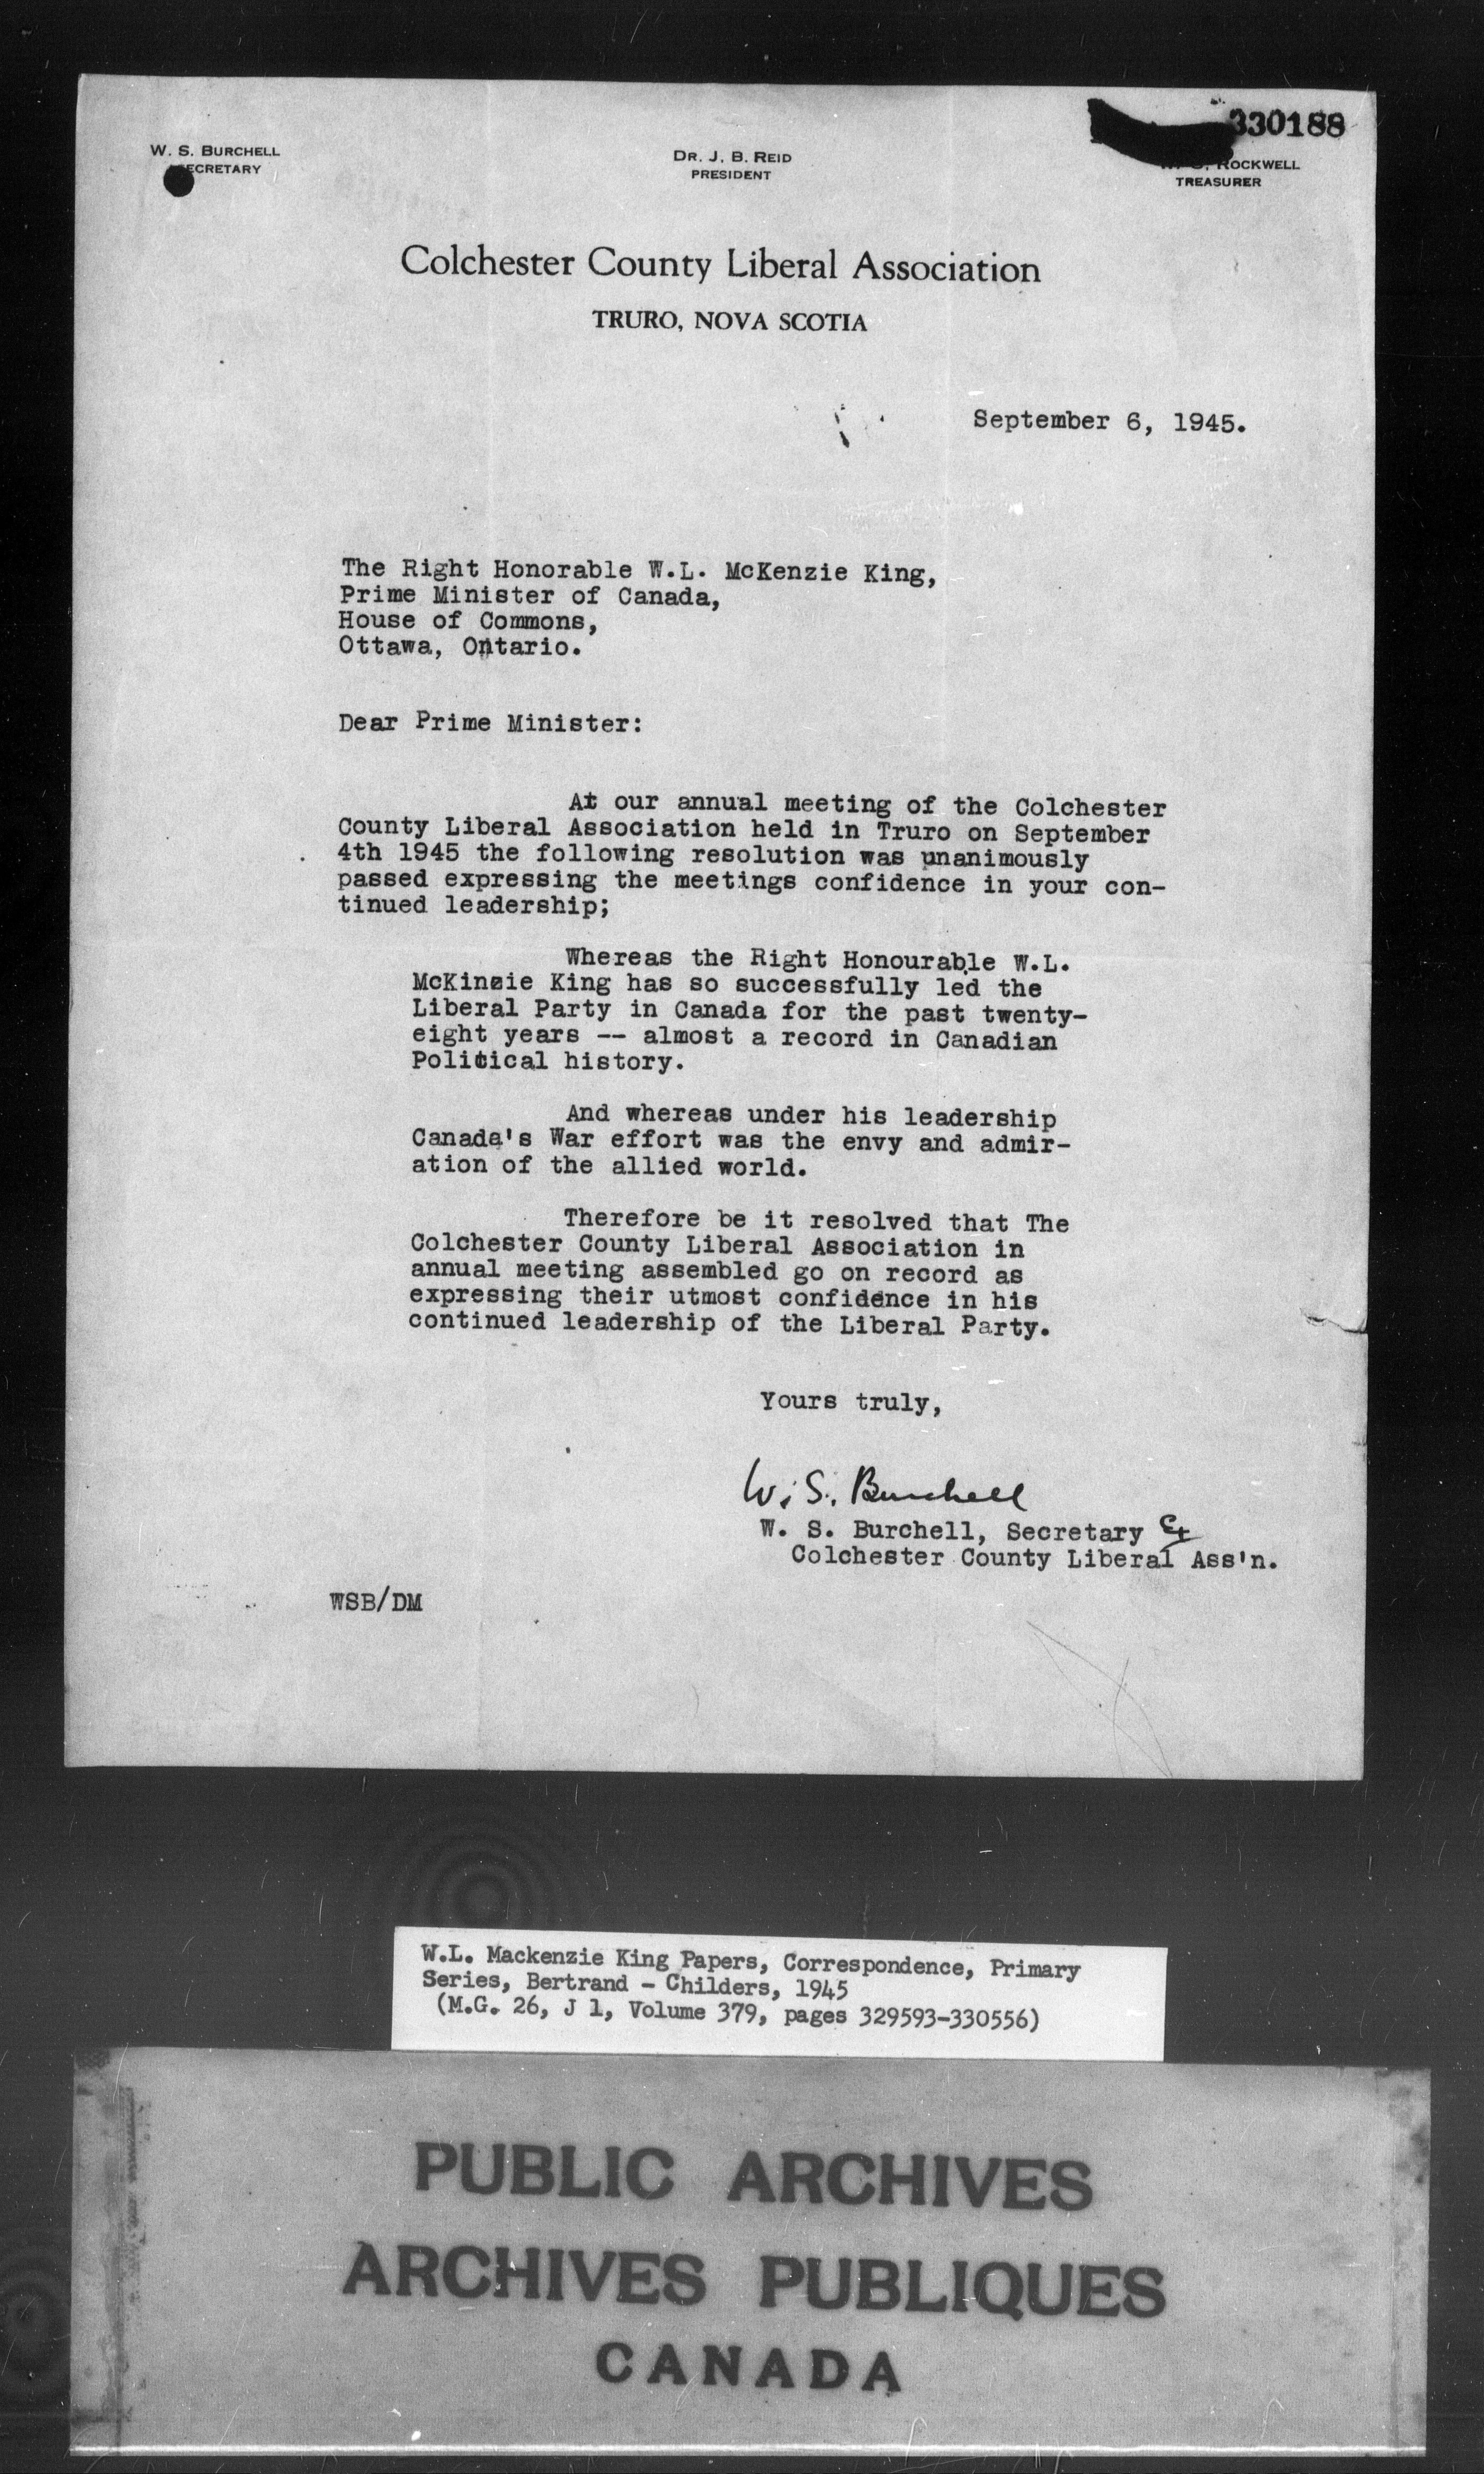 330188
W. S. BURCHELL
SECRETARY
DR. J. B. REID
PRESIDENT
ROCKWELL
TREASURER
Colchester County Liberal Association
TRURO, NOVA SCOTIA
September 6, 1945.
The Right Honorable W.L. McKenzie King,
Prime Minister of Canada,
House of Commons,
Ottawa, Ontario.
Dear Prime Minister:
At our annual meeting of the Colchester
County Liberal Association held in Truro on September
4th 1945 the following resolution was unanimously
passed expressing the meetings confidence in your con-
tinued leadership;
Whereas the Right Honourable W.L.
McKinzie King has so successfully led the
Liberal Party in Canada for the past twenty-
eight years -- almost a record in Canadian
Political history.
And whereas under his leadership
Canada's War effort was the envy and admir-
ation of the allied world.
Therefore be it resolved that The
Colchester County Liberal Association in
annual meeting assembled go on record as
expressing their utmost confidence in his
continued leadership of the Liberal Party.
Yours truly,
W. S. Burchell
W. S. Burchell, Secretary
Colchester County Liberal Ass'n.
WSB/DM
W.L. Mackenzie King Papers, Correspondence, Primary
Series, Bertrand - Childers, 1945
(M.G. 26, J 1, Volume 379, pages 329593-330556)
PUBLIC ARCHIVES
ARCHIVES PUBLIQUES
CANADA